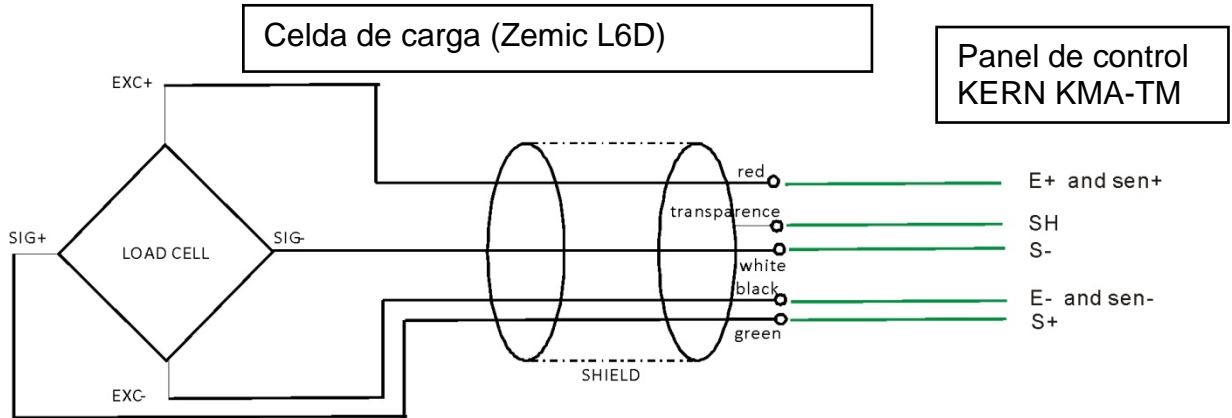 Celda de carga (Zemic L6D)
Panel de control
KERN KMA-TM
EXC+
red
E+ and sen+
transparence
SH
SIG+
LOAD CELL
SIG-
S-
white
black
E- and sen-
S+
green
SHIELD
EXC-